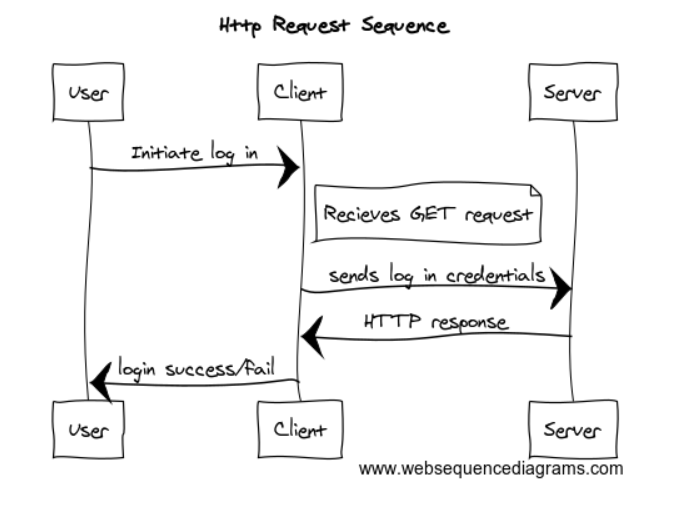 Http Request Sequence
User
Client
Server
Initiate log in
Recieves GET request
sends log in credentials
HTTP response
login success/fail
User
Client
Server
www.websequencediagrams.com